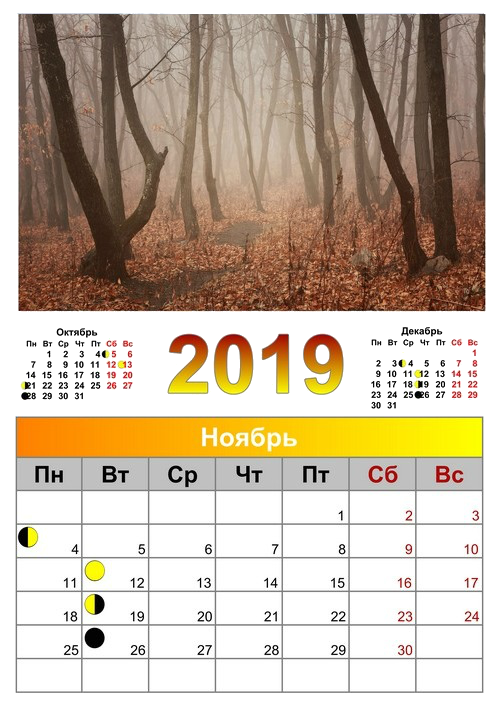 Октябрь
Пн Вт Ср Чт Пт Сб Вс
1 2 3 4 5 6
7 8 9 10 11 12 13
14 15 16 17 18 19 20
21 22 23 24 25 26 27
28 29 30 31
2019
Декабрь
Пн Вт Ср Чт Пт Сб Вс
1
2 3 4 5 6 7 8
9 10 11 12 13 14 15
16 17 18 19 20 21 22
23 24 25 26 27 28 29
30 31
Ноябрь
Пн Вт Ср Чт Пт Сб Вс
1 2 3
4 5 6 7 8 9 10
11 12 13 14 15 16 17
18 19 20 21 22 23 24
25 26 27 28 29 30